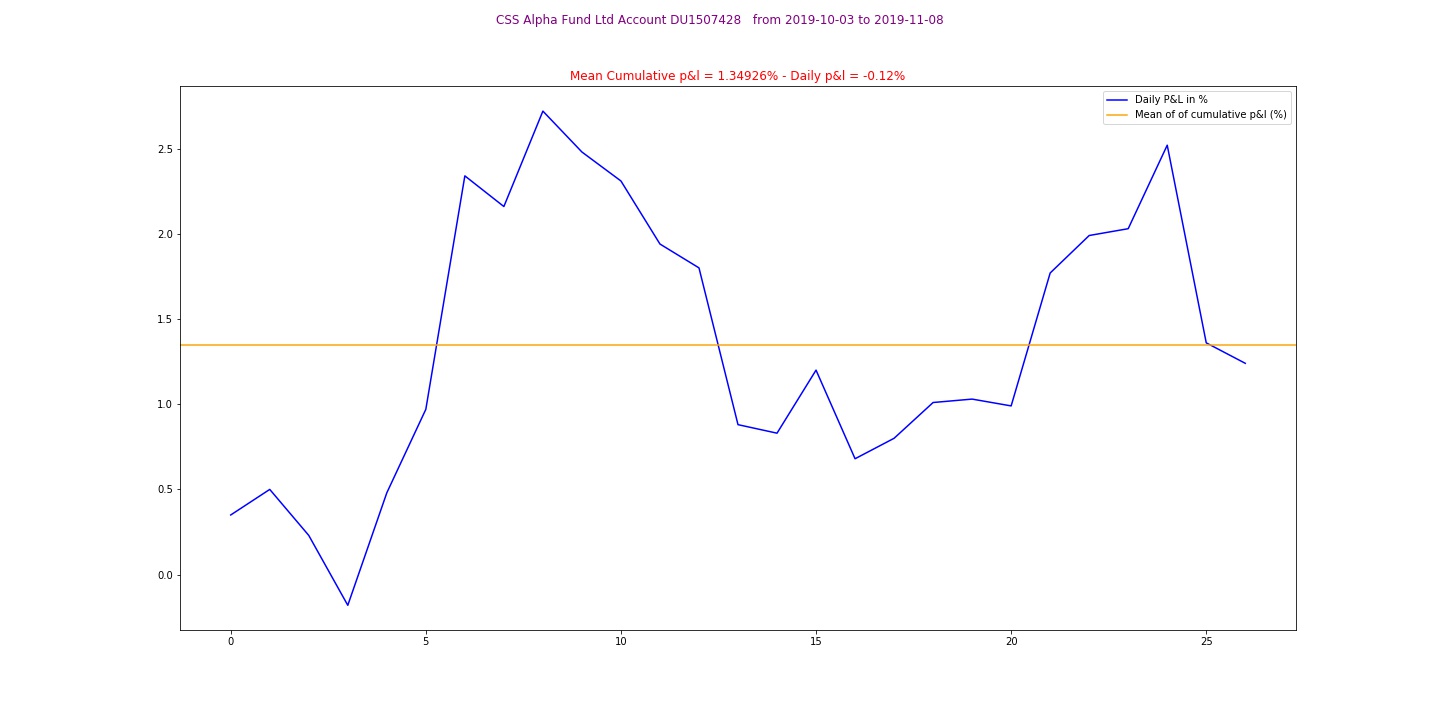 CSS Alpha Fund Ltd Account DU1507428 from 2019-10-03 to 2019-11-08
Mean Cumulative p&l = 1.34926% - Daily p&l = -0.12%
Daily P&L in %
Mean of of cumulative p&l (%)
2.5
2.0
1.5
1.0
0.5
0.0
0 5 10 15 20 25